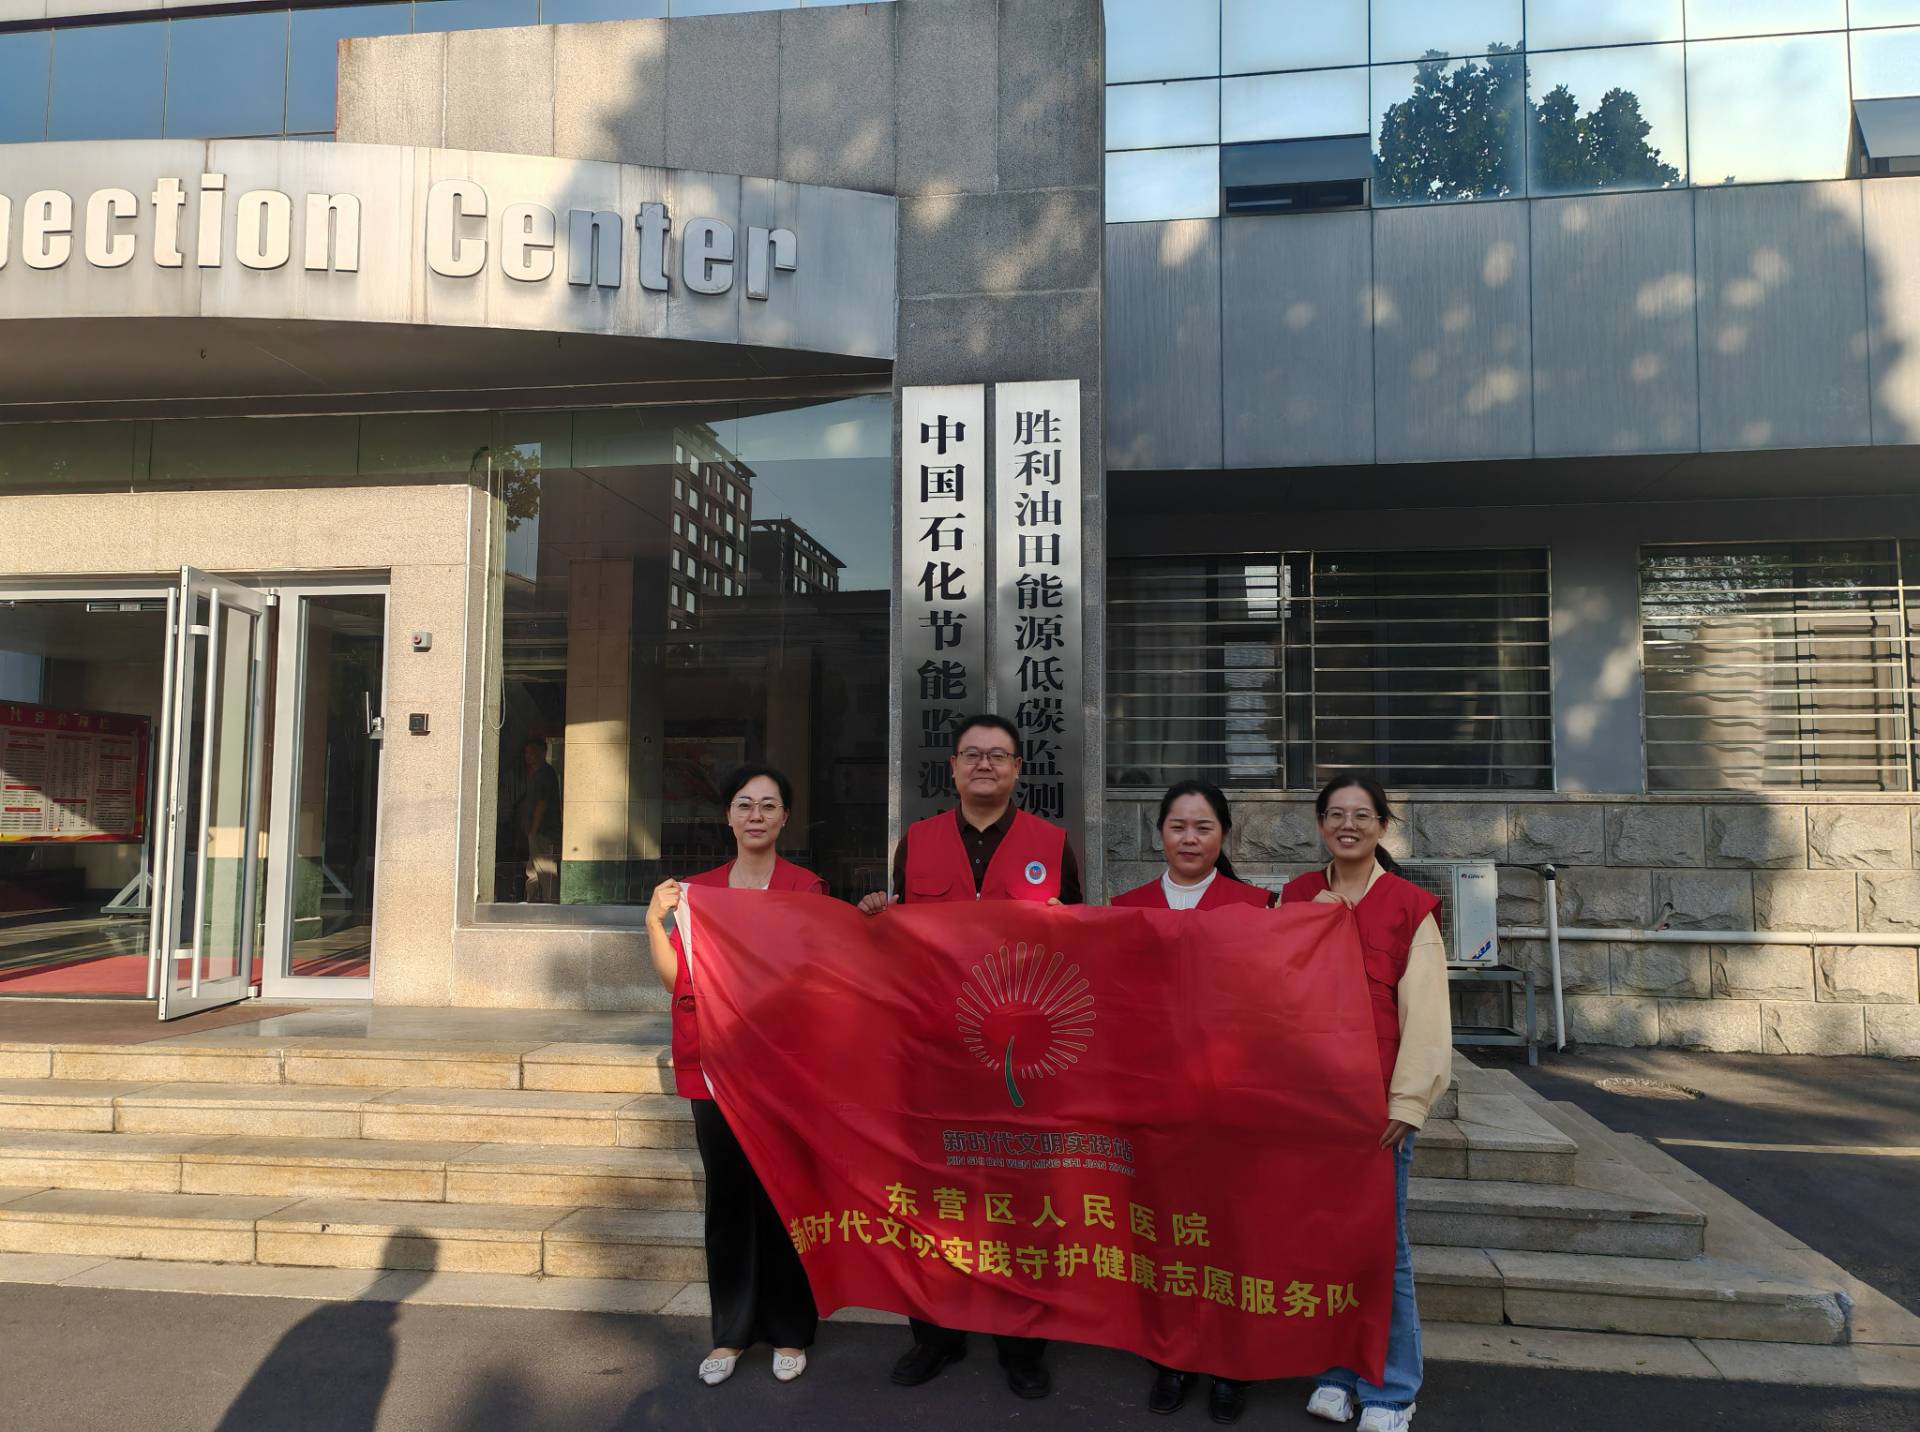 ection Center
中国石化节能监测
胜利油田能源低碳监测
新时代文明实践站
XIN SHI DAI WEN MING SHI JIAN ZHAN
东营区人民医院
新时代文明实践守护健康志愿服务队